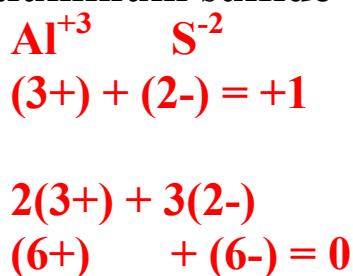 Al⁺³ S⁻²
(3+) + (2-) = +1
2(3+) + 3(2-)
(6+) + (6-) = 0